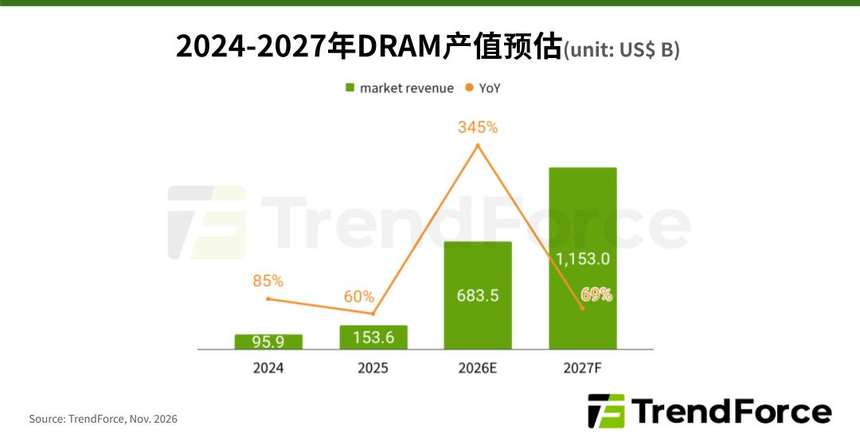 2024-2027年DRAM产值预估(unit: US$ B)
market revenue YoY
345%
TrendForce
1,153.0
85%
60%
683.5
69%
95.9
153.6
2024 2025 2026E 2027F
Source: TrendForce, Nov. 2026
TrendForce